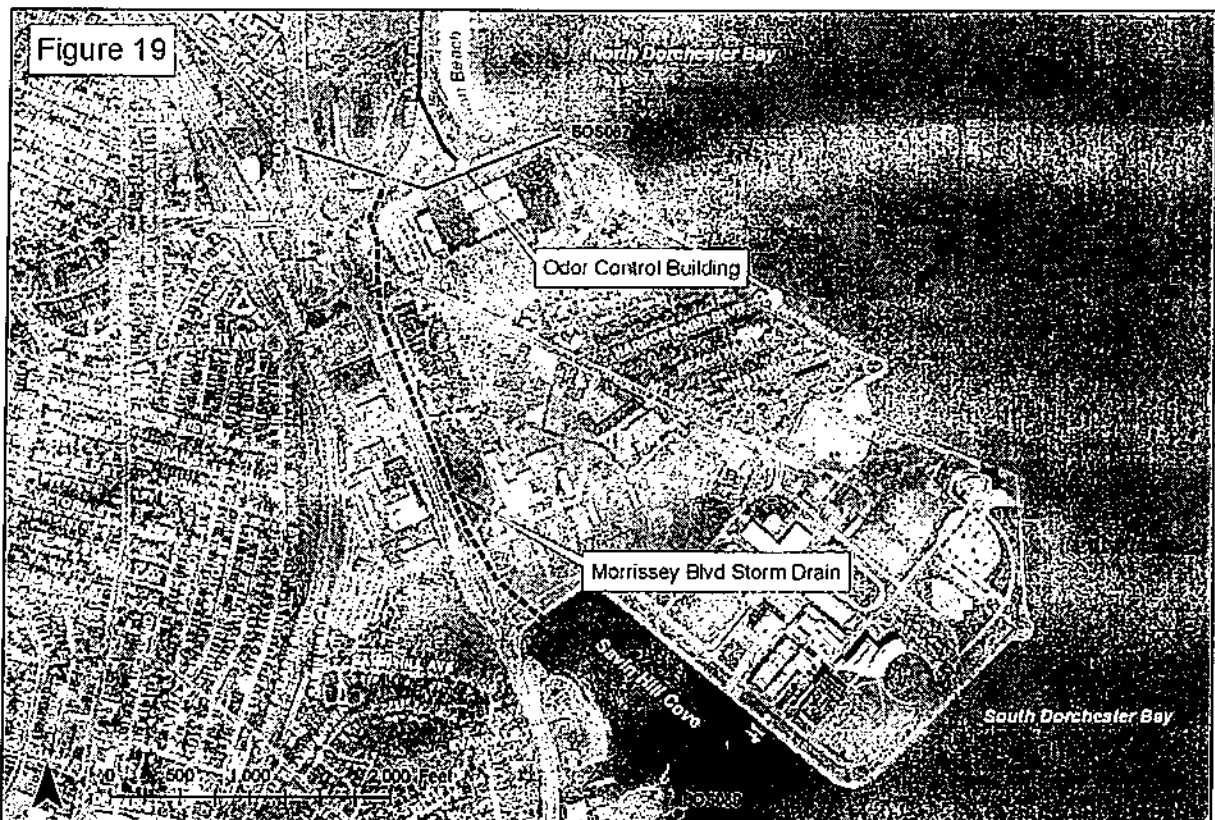 Figure 19
North Dorchester Bay
Beach
Odor Control Building
Morrissey Blvd Storm Drain
Savin Hill Cove
South Dorchester Bay
0 500 1,000 2,000 Feet